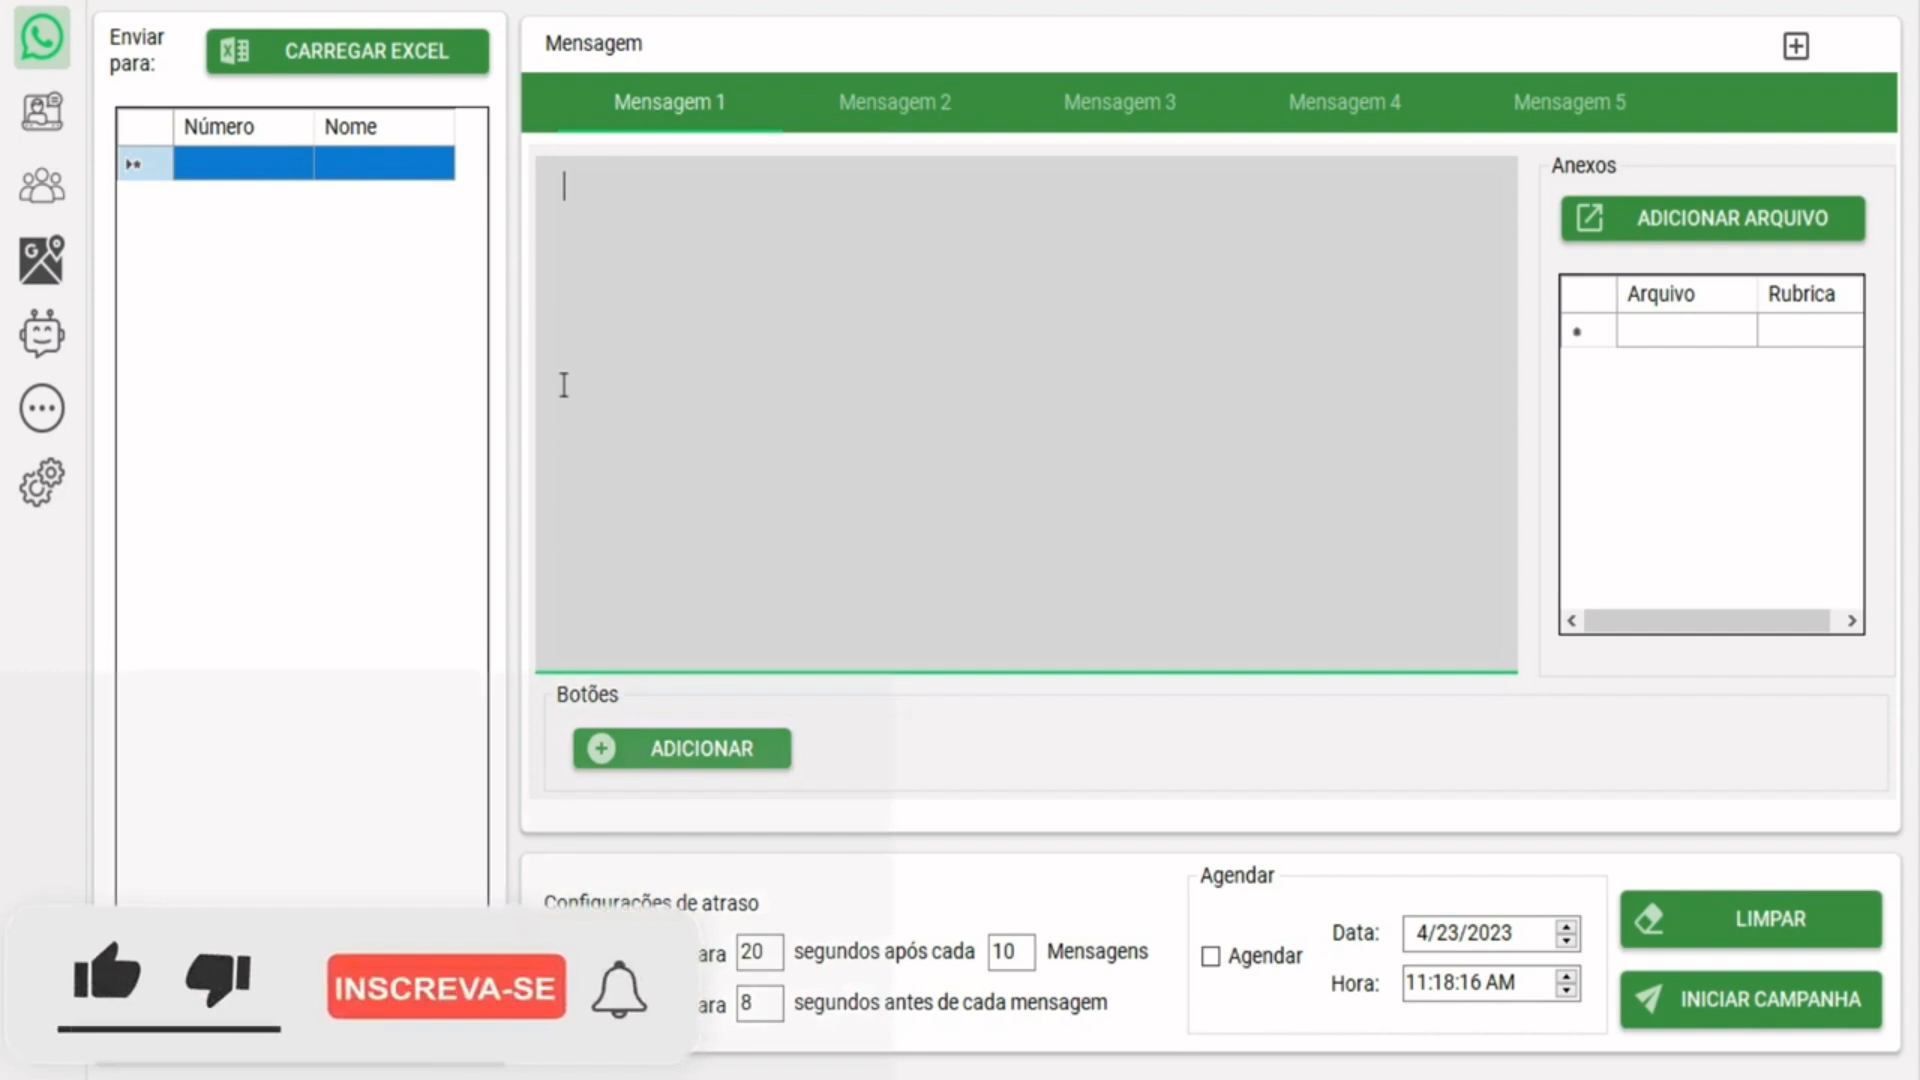 Enviar
para:
CARREGAR EXCEL
Número Nome
Mensagem
Mensagem 1 Mensagem 2 Mensagem 3 Mensagem 4 Mensagem 5
Anexos
ADICIONAR ARQUIVO
Arquivo Rubrica
Botões
ADICIONAR
Configurações de atraso
ara 20 segundos após cada 10 Mensagens
ara 8 segundos antes de cada mensagem
Agendar
Agendar
Data: 4/23/2023
Hora: 11:18:16 AM
LIMPAR
INICIAR CAMPANHA
INSCREVA-SE